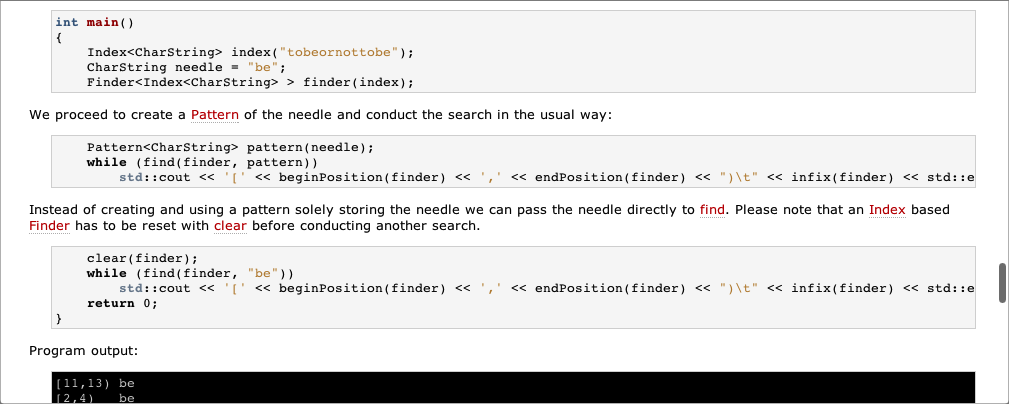 int main()
{
    Index<CharString> index("tobeornottobe");
    CharString needle = "be";
    Finder<Index<CharString> > finder(index);
We proceed to create a Pattern of the needle and conduct the search in the usual way:
    Pattern<CharString> pattern(needle);
    while (find(finder, pattern))
        std::cout << '[' << beginPosition(finder) << ',' << endPosition(finder) << ")\t" << infix(finder) << std::e
Instead of creating and using a pattern solely storing the needle we can pass the needle directly to find. Please note that an Index based
Finder has to be reset with clear before conducting another search.
    clear(finder);
    while (find(finder, "be"))
        std::cout << '[' << beginPosition(finder) << ',' << endPosition(finder) << ")\t" << infix(finder) << std::e
    return 0;
}
Program output:
[11,13) be
[2,4)   be